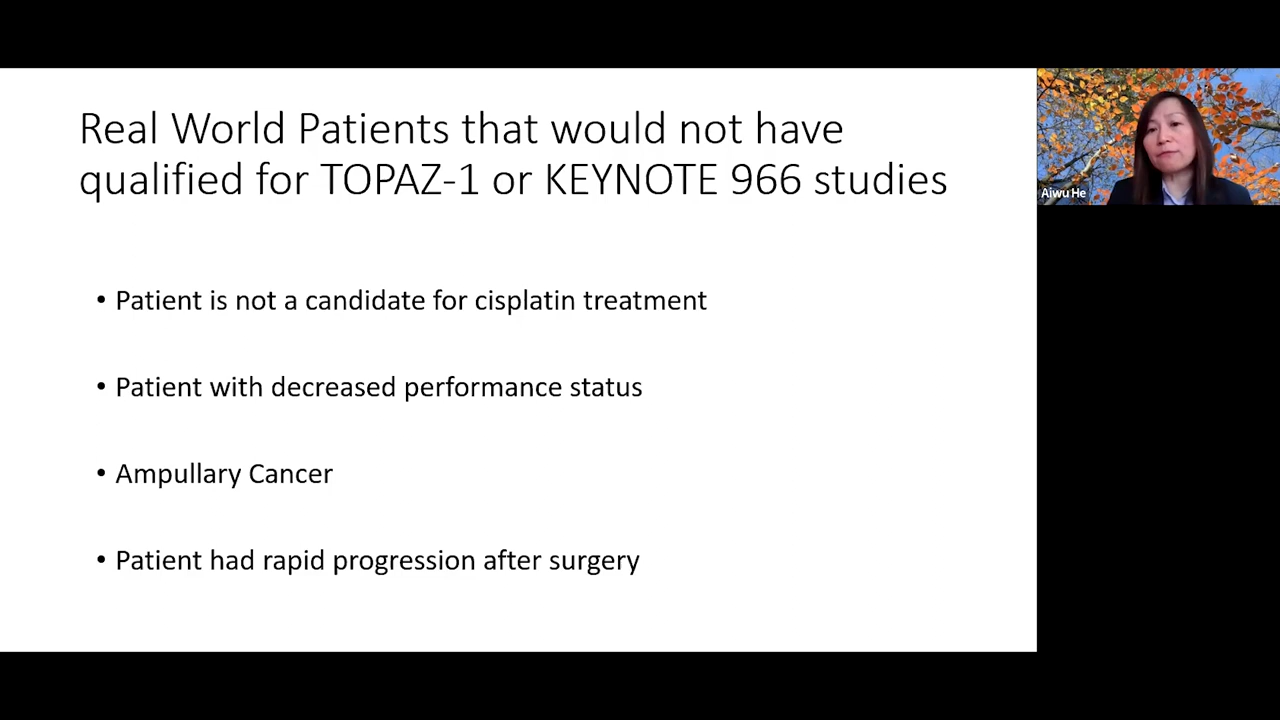 Real World Patients that would not have
qualified for TOPAZ-1 or KEYNOTE 966 studies
Aiwu He
• Patient is not a candidate for cisplatin treatment
• Patient with decreased performance status
• Ampullary Cancer
• Patient had rapid progression after surgery